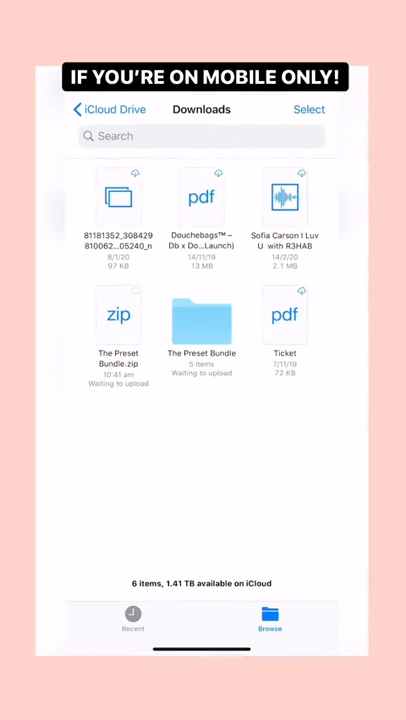 IF YOU'RE ON MOBILE ONLY!
iCloud Drive
Downloads
Select
Search
81181352_308429
810062...05240_n
8/1/20
97 KB
pdf
Douchebags™ –
Db x Do...Launch)
14/11/19
13 MB
Sofia Carson I Luv
U with R3HAB
14/2/20
2.1 MB
zip
The Preset
Bundle.zip
10:41 am
Waiting to upload
The Preset Bundle
5 items
Waiting to upload
pdf
Ticket
7/11/19
72 KB
6 items, 1.41 TB available on iCloud
Recent
Browse